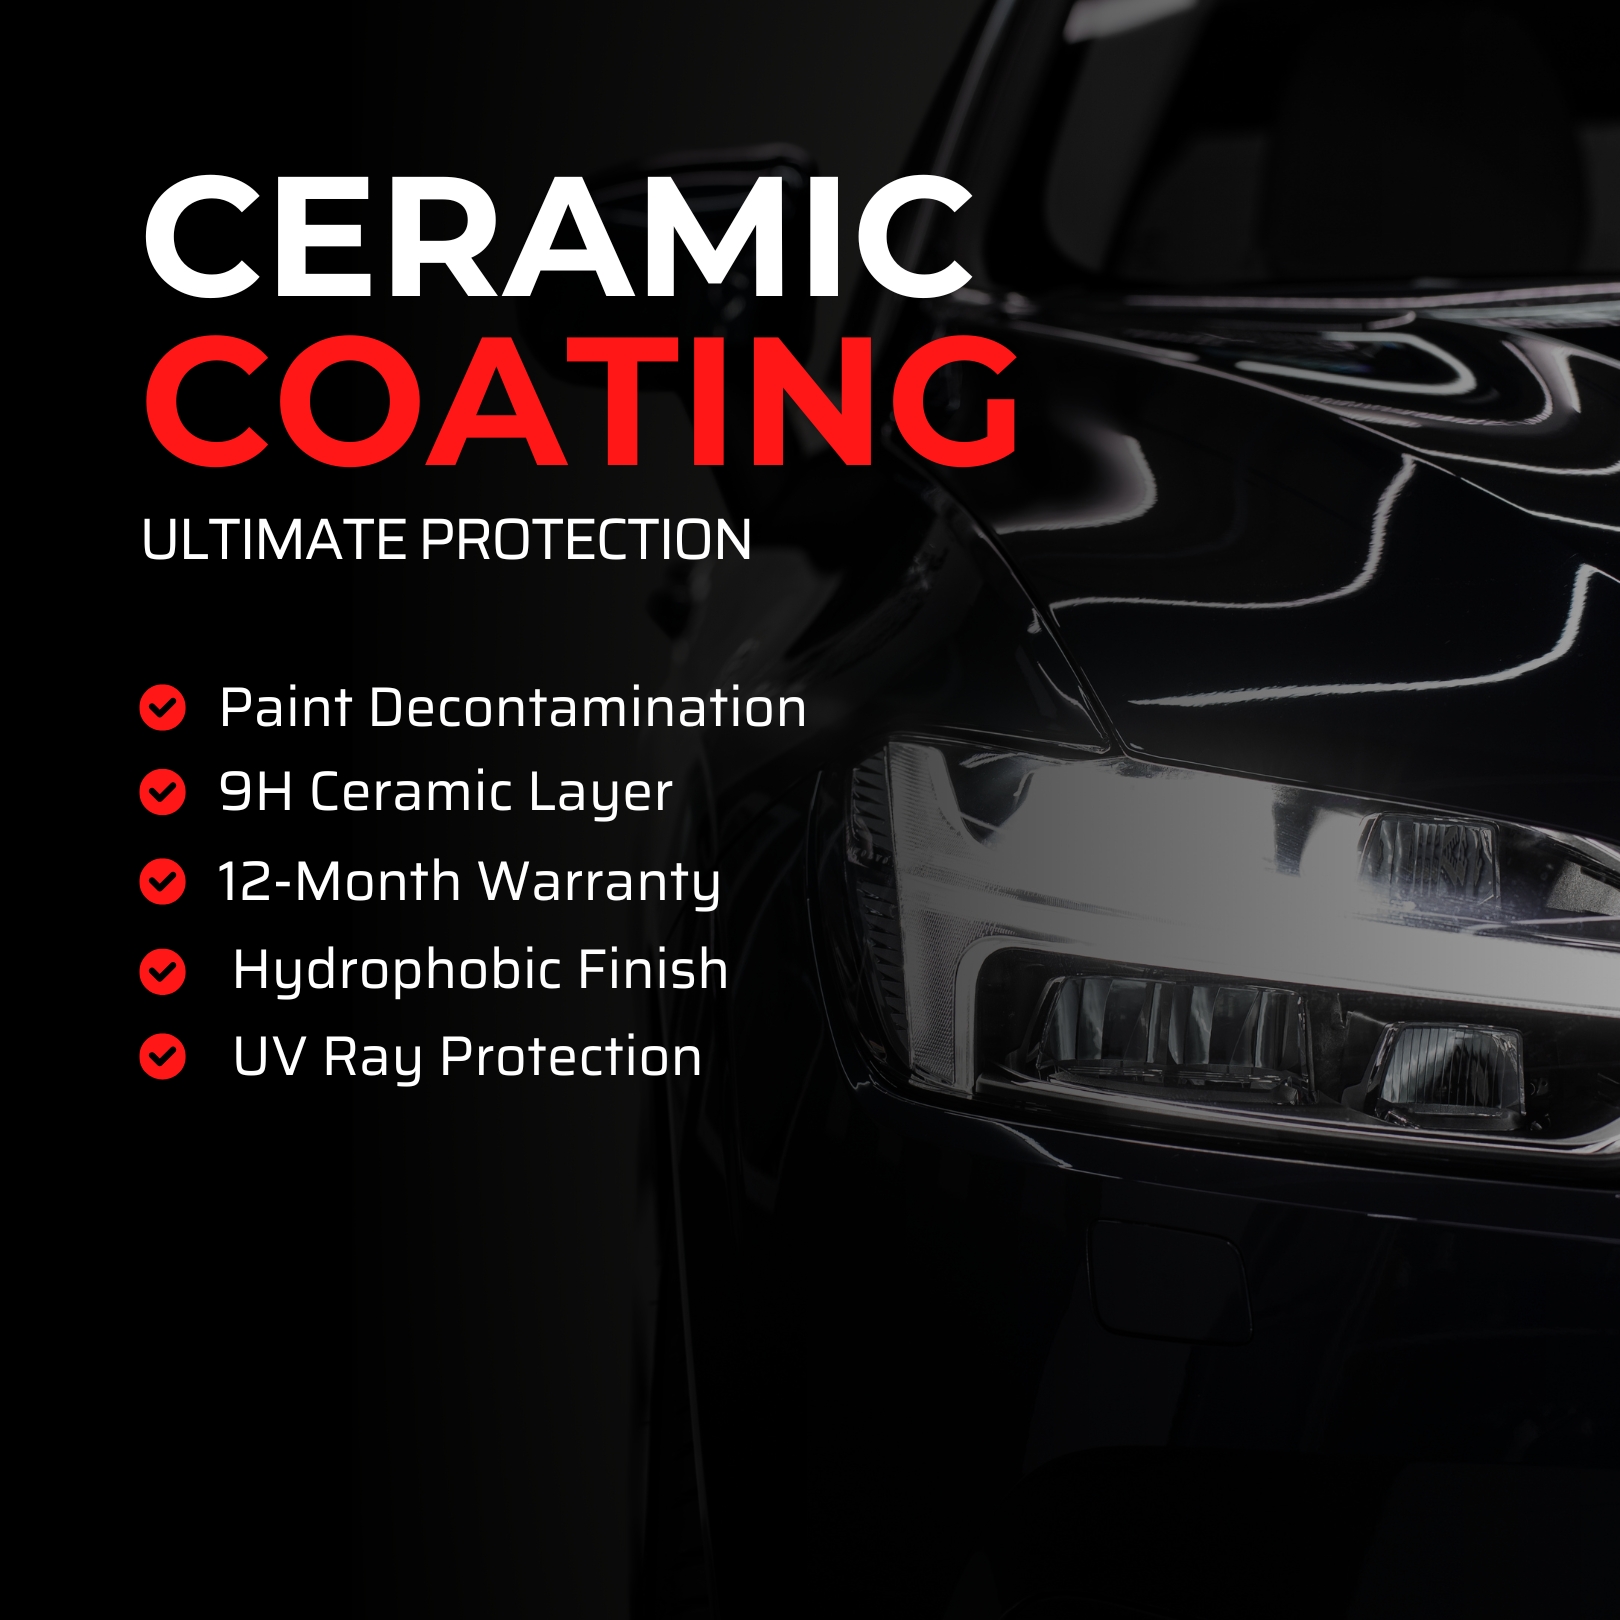 CERAMIC
COATING
ULTIMATE PROTECTION
Paint Decontamination
9H Ceramic Layer
12-Month Warranty
Hydrophobic Finish
UV Ray Protection